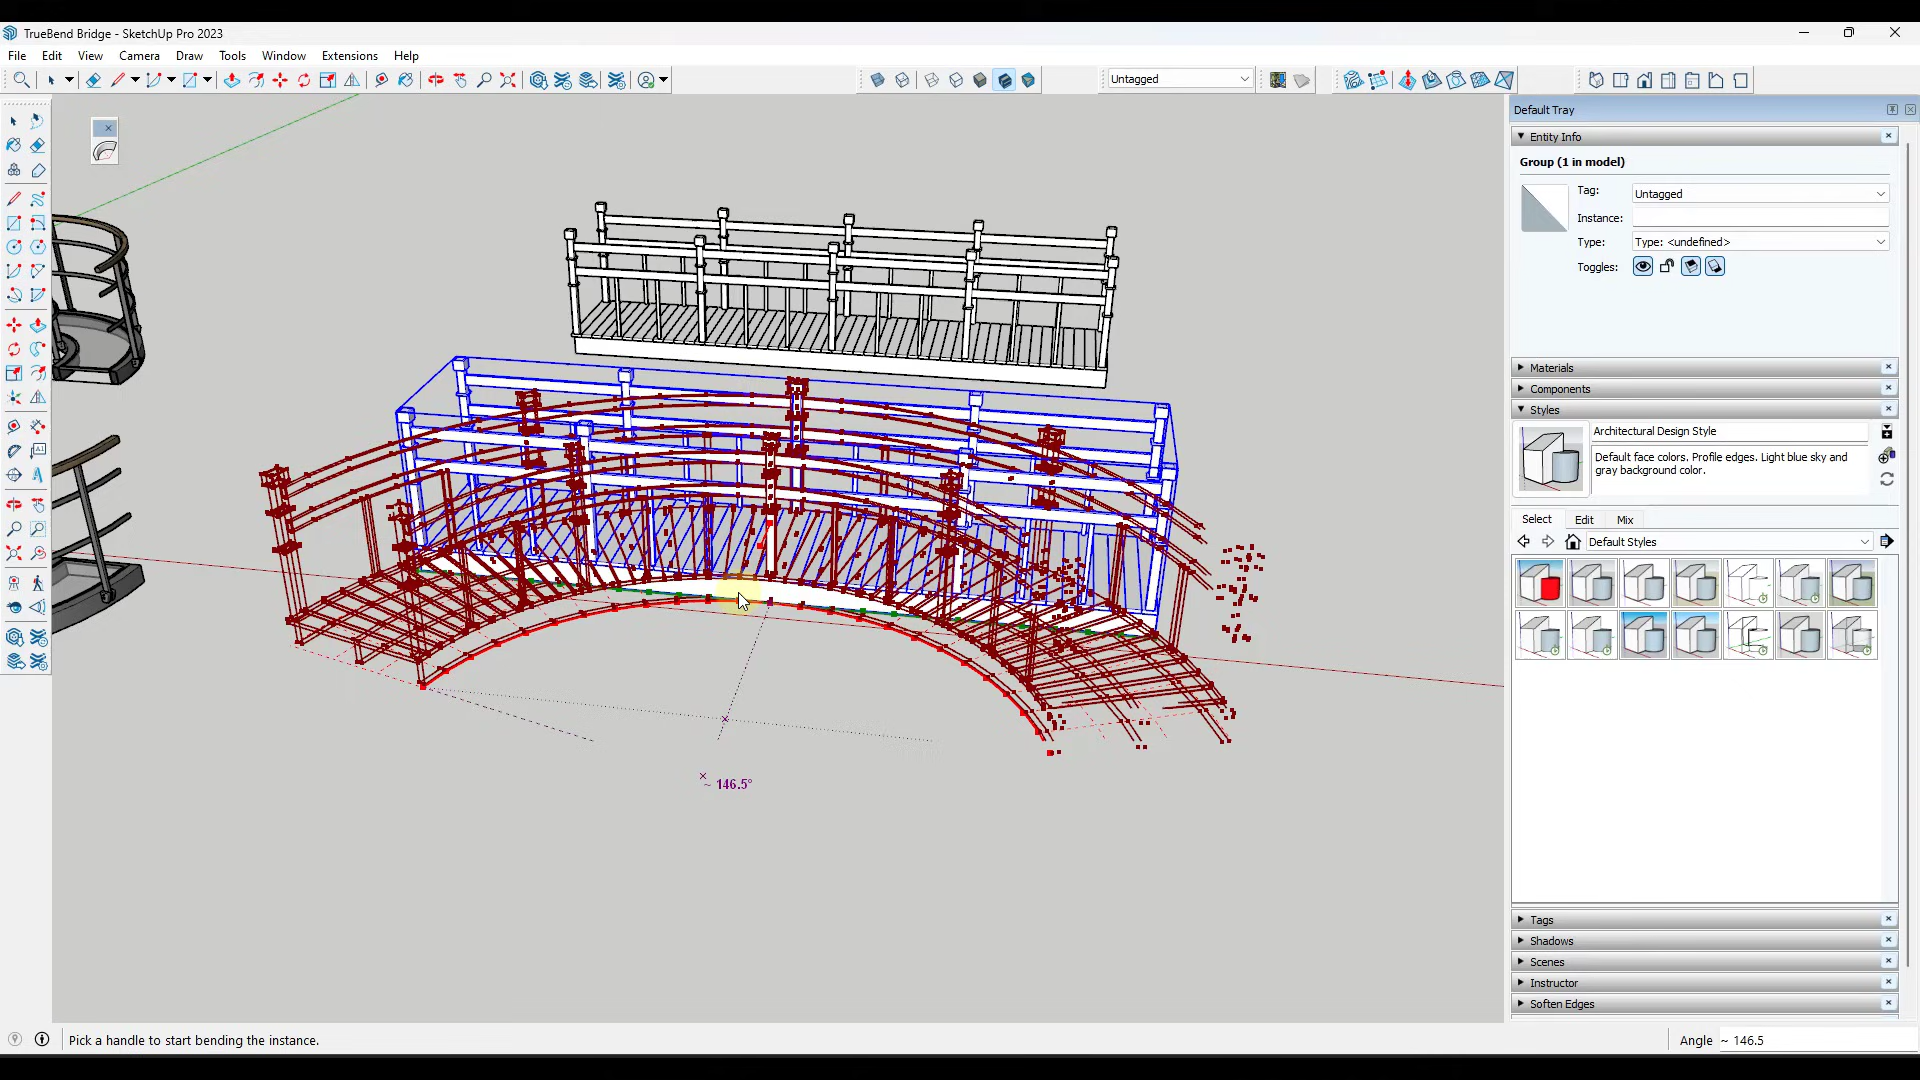 TrueBend Bridge - SketchUp Pro 2023
File Edit View Camera Draw Tools Window Extensions Help
Untagged
Default Tray
Entity Info
Group (1 in model)
Tag: Untagged
Instance:
Type: Type: <undefined>
Toggles:
Materials
Components
Styles
Architectural Design Style
Default face colors. Profile edges. Light blue sky and
gray background color.
Select Edit Mix
Default Styles
~ 146.5°
Tags
Shadows
Scenes
Instructor
Soften Edges
Pick a handle to start bending the instance.
Angle ~ 146.5